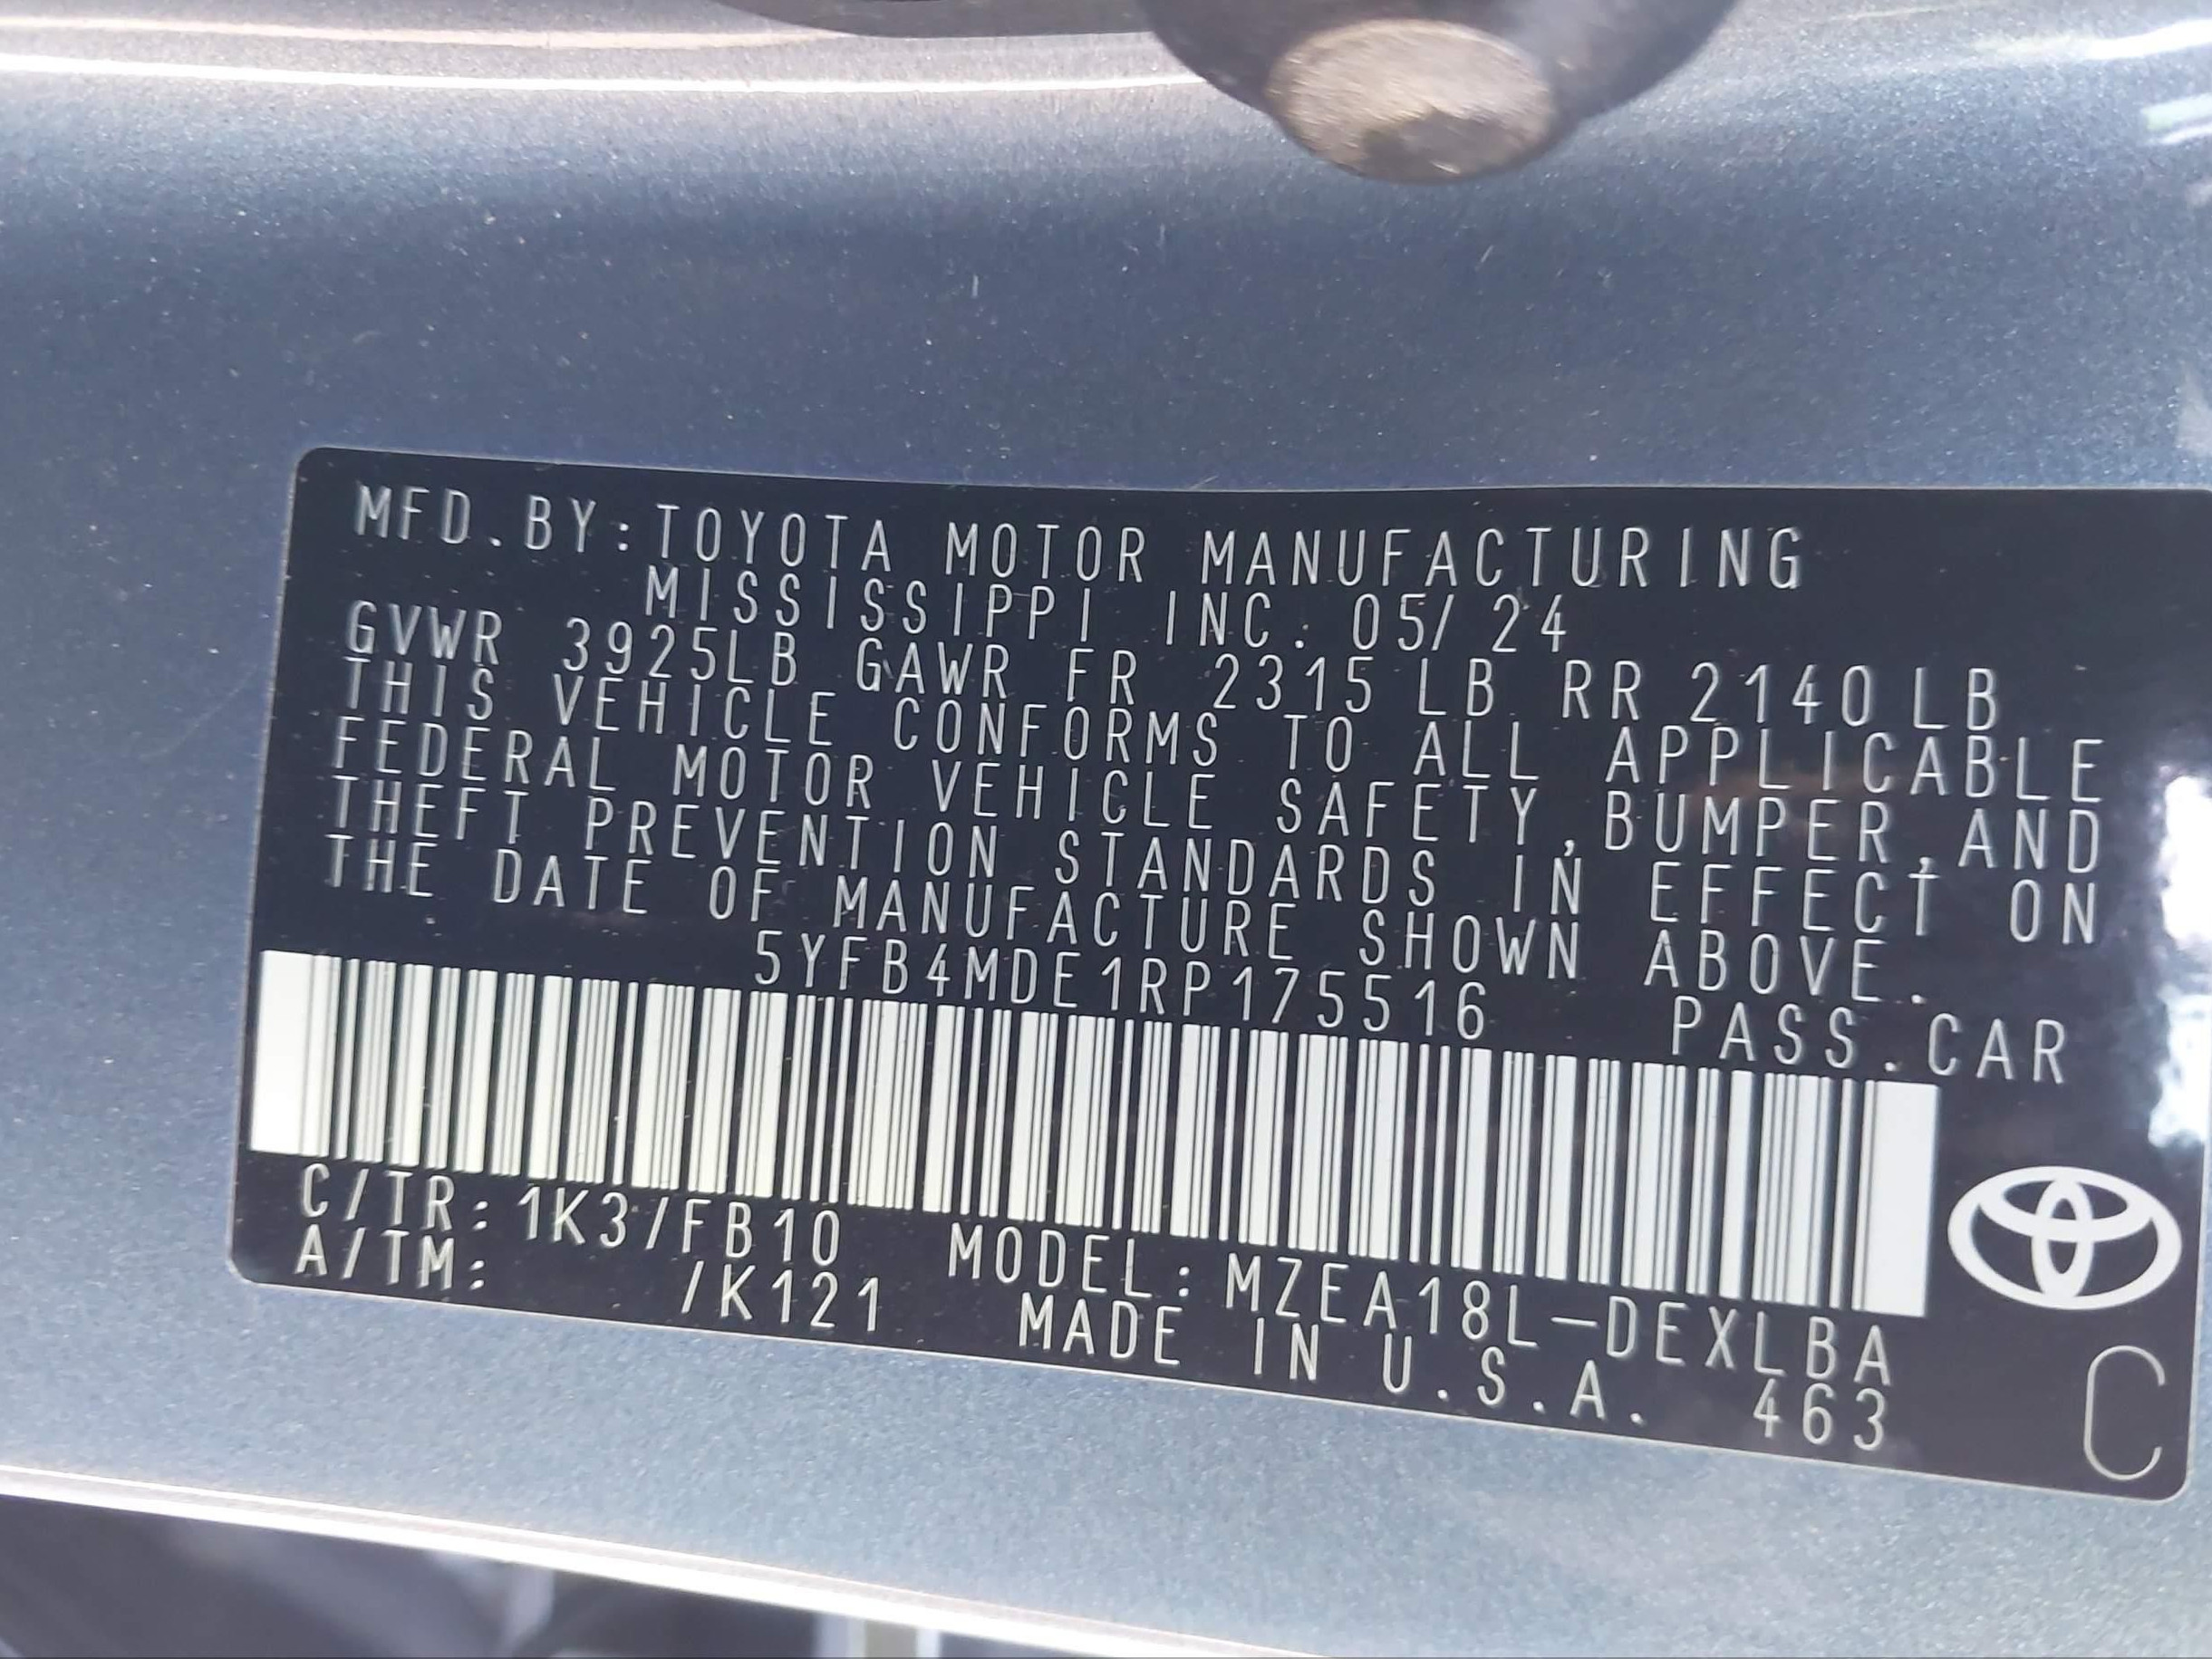 MFD.BY:TOYOTA MOTOR MANUFACTURING
MISSISSIPPI INC. 05/24
GVWR 3925LB GAWR FR 2315LB RR 2140LB
THIS VEHICLE CONFORMS TO ALL APPLICABLE
FEDERAL MOTOR VEHICLE SAFETY,BUMPER,AND
THEFT PREVENTION STANDARDS IN EFFECT ON
THE DATE OF MANUFACTURE SHOWN ABOVE.
5YFB4MDE1RP175516 PASS.CAR
C/TR:1K3/FB10 MODEL:MZEA18L-DEXLBA
A/TM: /K121 MADE IN U.S.A. 463
C